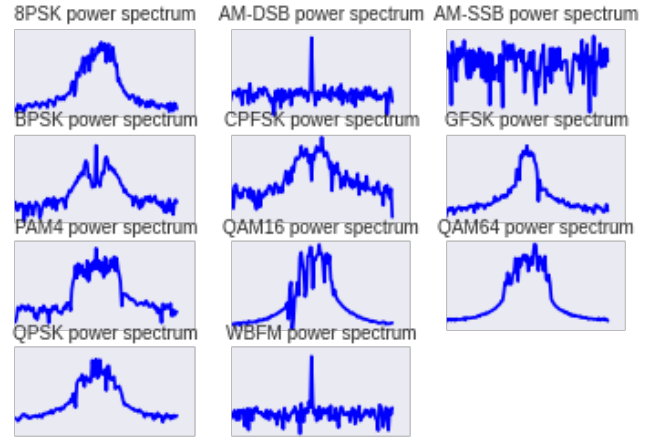 8PSK power spectrum
AM-DSB power spectrum
AM-SSB power spectrum
BPSK power spectrum
CPFSK power spectrum
GFSK power spectrum
PAM4 power spectrum
QAM16 power spectrum
QAM64 power spectrum
QPSK power spectrum
WBFM power spectrum